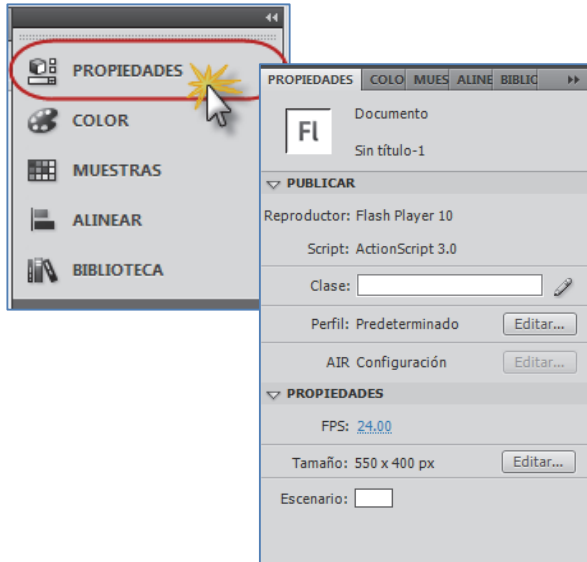 PROPIEDADES
COLOR
MUESTRAS
ALINEAR
BIBLIOTECA
PROPIEDADES COLO MUES ALINE BIBLIC
Fl
Documento
Sin título-1
PUBLICAR
Reproductor: Flash Player 10
Script: ActionScript 3.0
Clase:
Perfil: Predeterminado Editar...
AIR Configuración Editar...
PROPIEDADES
FPS: 24.00
Tamaño: 550 x 400 px Editar...
Escenario: